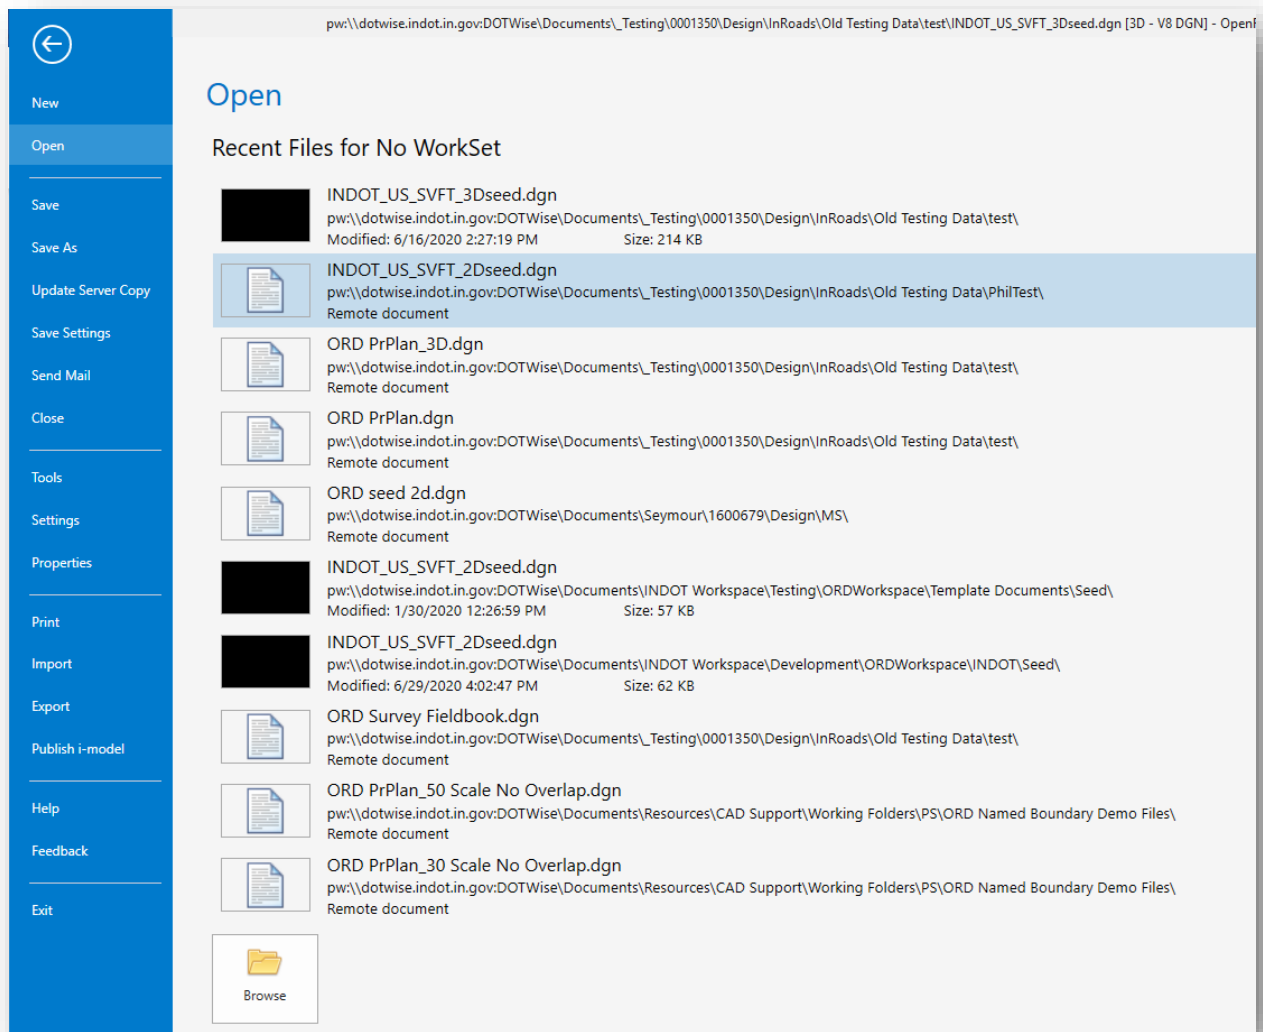 pw:\\dotwise.indot.in.gov:DOTWise\Documents\_Testing\0001350\Design\InRoads\Old Testing Data\test\INDOT_US_SVFT_3Dseed.dgn [3D - V8 DGN] - OpenF
New
Open
Save
Save As
Update Server Copy
Save Settings
Send Mail
Close
Tools
Settings
Properties
Print
Import
Export
Publish i-model
Help
Feedback
Exit
Open
Recent Files for No WorkSet
INDOT_US_SVFT_3Dseed.dgn
pw:\\dotwise.indot.in.gov:DOTWise\Documents\_Testing\0001350\Design\InRoads\Old Testing Data\test\
Modified: 6/16/2020 2:27:19 PM Size: 214 KB
INDOT_US_SVFT_2Dseed.dgn
pw:\\dotwise.indot.in.gov:DOTWise\Documents\_Testing\0001350\Design\InRoads\Old Testing Data\PhilTest\
Remote document
ORD PrPlan_3D.dgn
pw:\\dotwise.indot.in.gov:DOTWise\Documents\_Testing\0001350\Design\InRoads\Old Testing Data\test\
Remote document
ORD PrPlan.dgn
pw:\\dotwise.indot.in.gov:DOTWise\Documents\_Testing\0001350\Design\InRoads\Old Testing Data\test\
Remote document
ORD seed 2d.dgn
pw:\\dotwise.indot.in.gov:DOTWise\Documents\Seymour\1600679\Design\MS\
Remote document
INDOT_US_SVFT_2Dseed.dgn
pw:\\dotwise.indot.in.gov:DOTWise\Documents\INDOT Workspace\Testing\ORDWorkspace\Template Documents\Seed\
Modified: 1/30/2020 12:26:59 PM Size: 57 KB
INDOT_US_SVFT_2Dseed.dgn
pw:\\dotwise.indot.in.gov:DOTWise\Documents\INDOT Workspace\Development\ORDWorkspace\INDOT\Seed\
Modified: 6/29/2020 4:02:47 PM Size: 62 KB
ORD Survey Fieldbook.dgn
pw:\\dotwise.indot.in.gov:DOTWise\Documents\_Testing\0001350\Design\InRoads\Old Testing Data\test\
Remote document
ORD PrPlan_50 Scale No Overlap.dgn
pw:\\dotwise.indot.in.gov:DOTWise\Documents\Resources\CAD Support\Working Folders\PS\ORD Named Boundary Demo Files\
Remote document
ORD PrPlan_30 Scale No Overlap.dgn
pw:\\dotwise.indot.in.gov:DOTWise\Documents\Resources\CAD Support\Working Folders\PS\ORD Named Boundary Demo Files\
Remote document
Browse